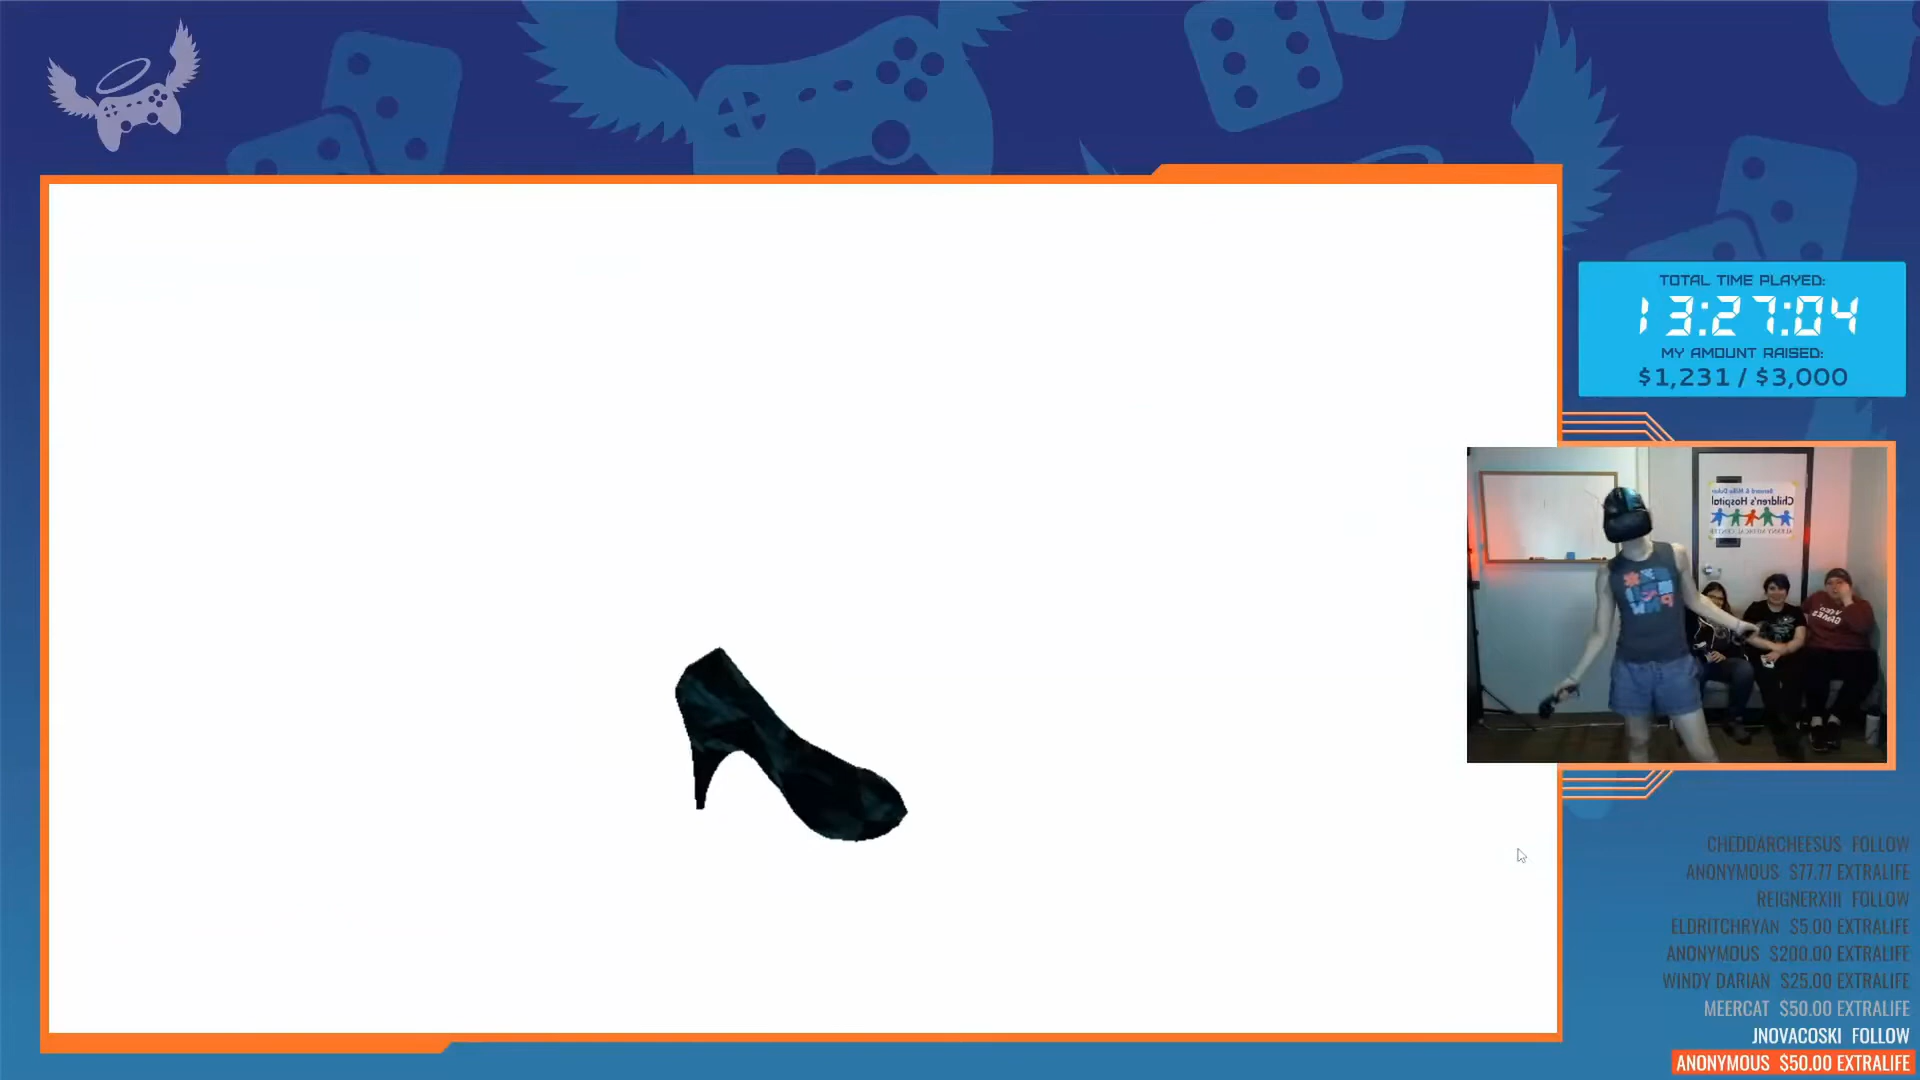 TOTAL TIME PLAYED:
13:27:04
MY AMOUNT RAISED:
$1,231 / $3,000
Children's Hospital
CHEDDARCHEESUS FOLLOW
ANONYMOUS $77.77 EXTRALIFE
REIGNERXIII FOLLOW
ELDRITCHRYAN $5.00 EXTRALIFE
ANONYMOUS $200.00 EXTRALIFE
WINDY DARIAN $25.00 EXTRALIFE
MEERCAT $50.00 EXTRALIFE
JNOVACOSKI FOLLOW
ANONYMOUS $50.00 EXTRALIFE